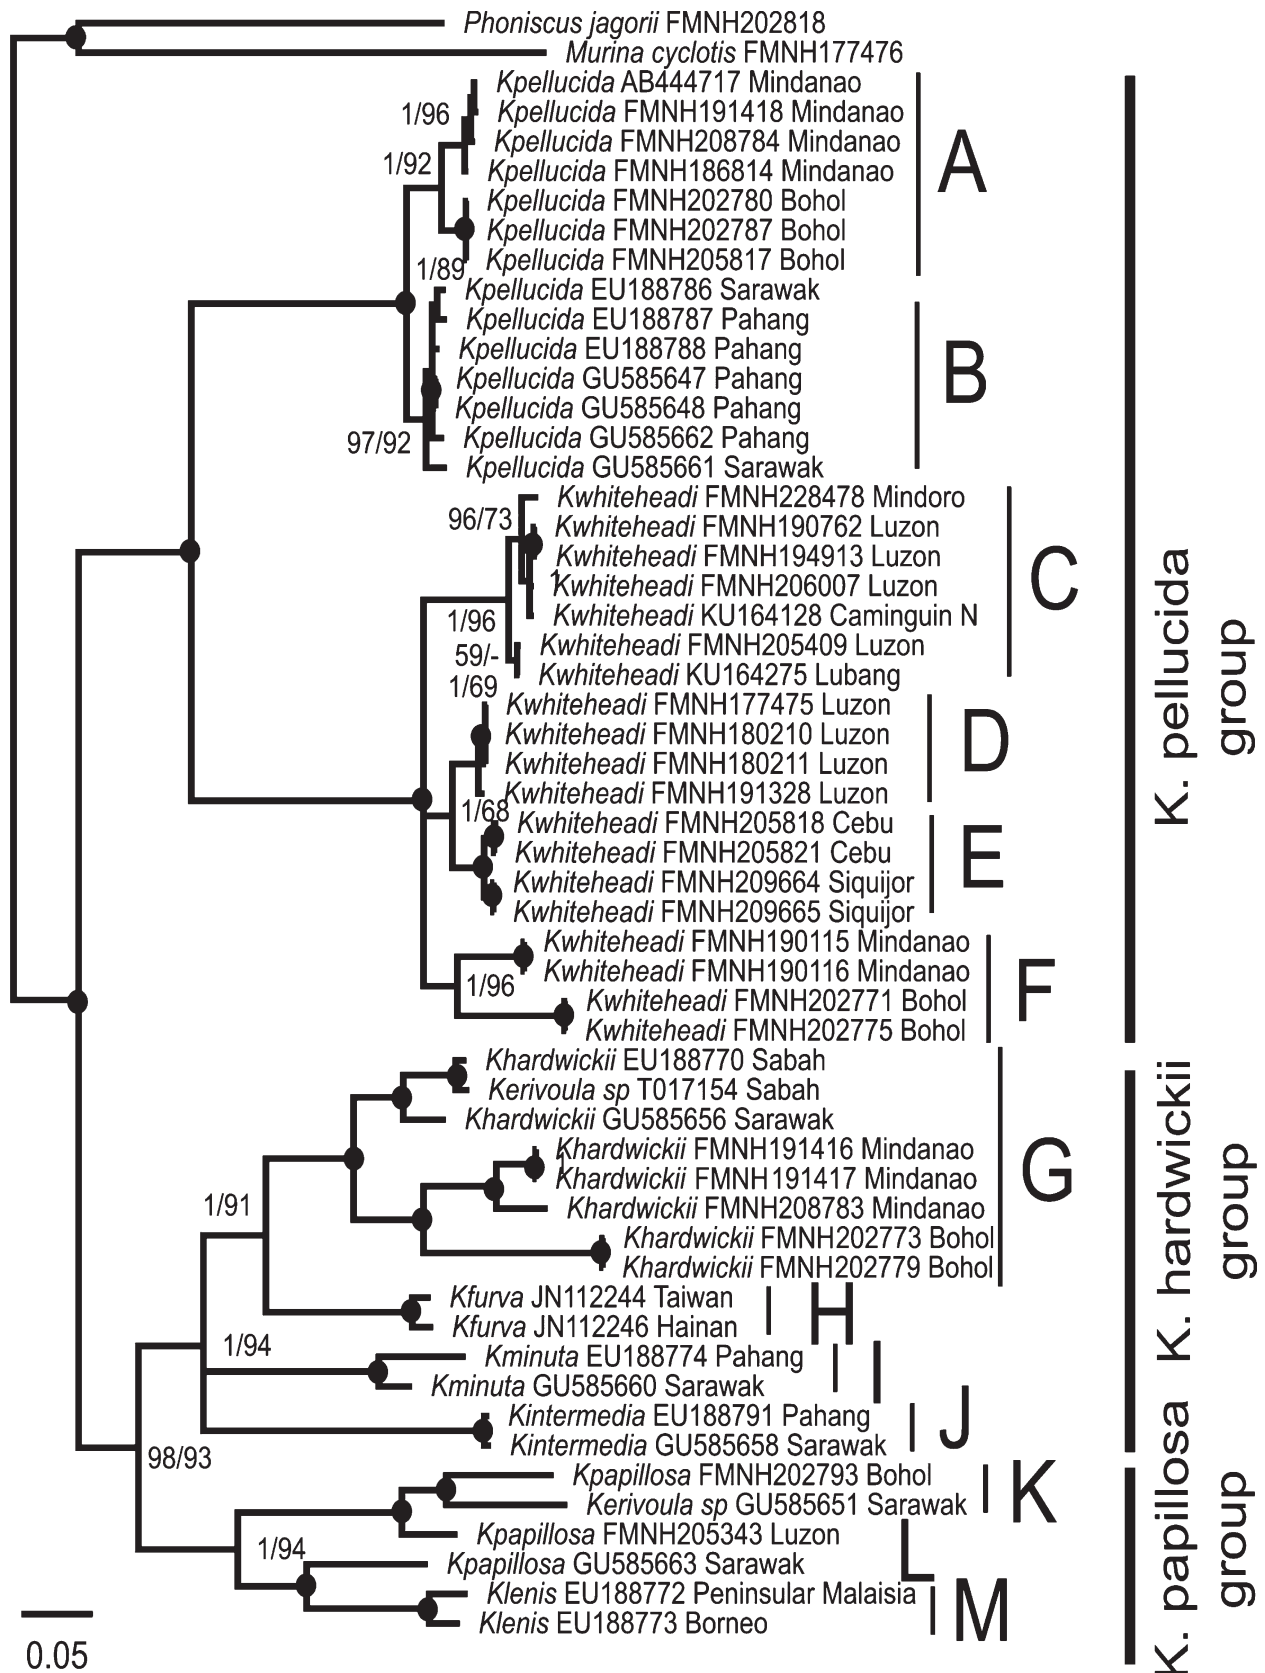 Phoniscus jagorii FMNH202818
Murina cyclotis FMNH177476
Kpellucida AB444717 Mindanao
1/96
Kpellucida FMNH191418 Mindanao
Kpellucida FMNH208784 Mindanao
1/92
Kpellucida FMNH186814 Mindanao
A
Kpellucida FMNH202780 Bohol
Kpellucida FMNH202787 Bohol
Kpellucida FMNH205817 Bohol
1/89
Kpellucida EU188786 Sarawak
Kpellucida EU188787 Pahang
Kpellucida EU188788 Pahang
Kpellucida GU585647 Pahang
B
Kpellucida GU585648 Pahang
Kpellucida GU585662 Pahang
97/92
Kpellucida GU585661 Sarawak
Kwhiteheadi FMNH228478 Mindoro
96/73
Kwhiteheadi FMNH190762 Luzon
Kwhiteheadi FMNH194913 Luzon
1
Kwhiteheadi FMNH206007 Luzon
C
Kwhiteheadi KU164128 Caminguin N
1/96
Kwhiteheadi FMNH205409 Luzon
59/-
Kwhiteheadi KU164275 Lubang
1/69
Kwhiteheadi FMNH177475 Luzon
Kwhiteheadi FMNH180210 Luzon
D
Kwhiteheadi FMNH180211 Luzon
Kwhiteheadi FMNH191328 Luzon
1/68
Kwhiteheadi FMNH205818 Cebu
Kwhiteheadi FMNH205821 Cebu
E
Kwhiteheadi FMNH209664 Siquijor
Kwhiteheadi FMNH209665 Siquijor
Kwhiteheadi FMNH190115 Mindanao
Kwhiteheadi FMNH190116 Mindanao
1/96
F
Kwhiteheadi FMNH202771 Bohol
Kwhiteheadi FMNH202775 Bohol
K. pellucida
group
Khardwickii EU188770 Sabah
Kerivoula sp T017154 Sabah
Khardwickii GU585656 Sarawak
Khardwickii FMNH191416 Mindanao
1
Khardwickii FMNH191417 Mindanao
G
Khardwickii FMNH208783 Mindanao
1/91
Khardwickii FMNH202773 Bohol
Khardwickii FMNH202779 Bohol
Kfurva JN112244 Taiwan
H
Kfurva JN112246 Hainan
1/94
Kminuta EU188774 Pahang
I
Kminuta GU585660 Sarawak
Kintermedia EU188791 Pahang
J
Kintermedia GU585658 Sarawak
98/93
K. hardwickii
group
Kpapillosa FMNH202793 Bohol
K
Kerivoula sp GU585651 Sarawak
Kpapillosa FMNH205343 Luzon
1/94
L
Kpapillosa GU585663 Sarawak
Klenis EU188772 Peninsular Malaisia
M
Klenis EU188773 Borneo
K. papillosa
group
0.05